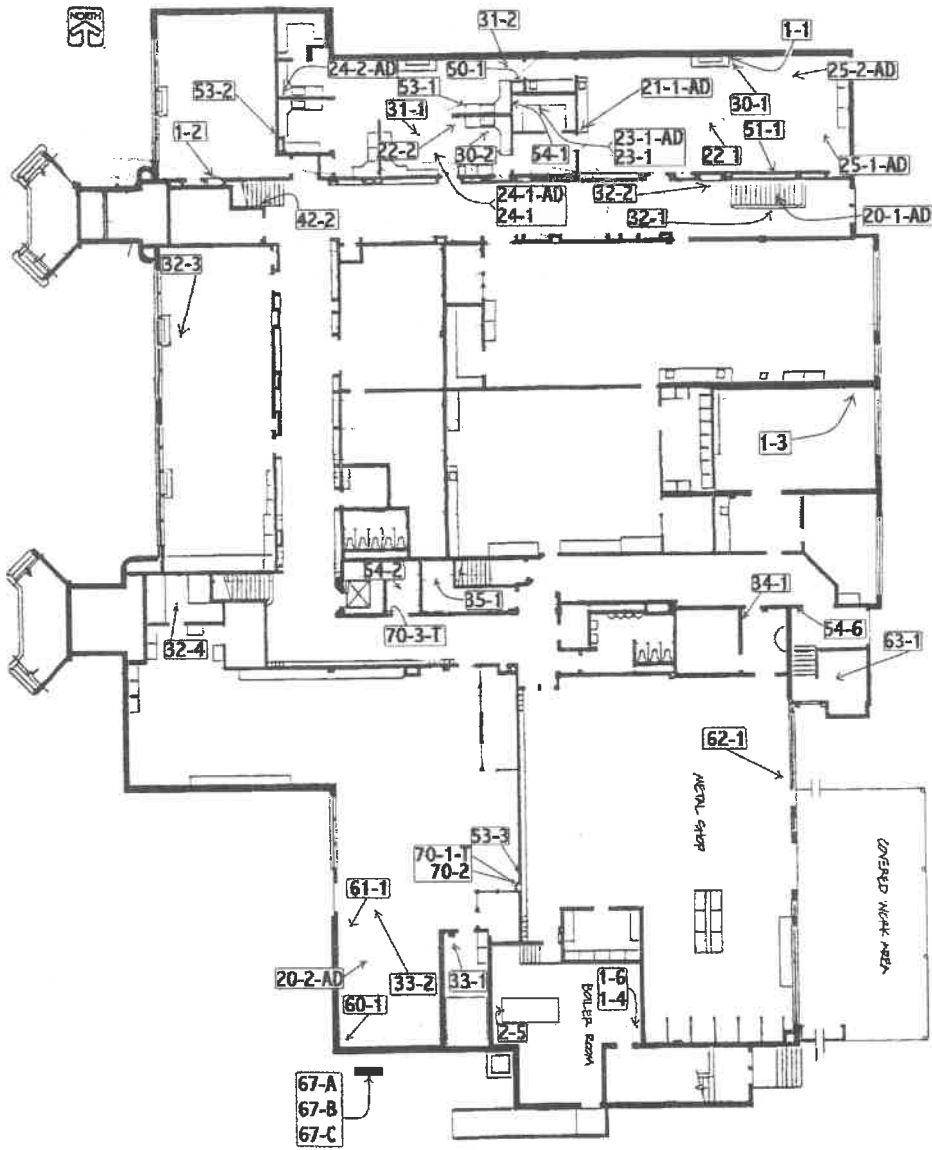 NORTH
31-2
1-1
24-2-AD
50-1
25-2-AD
53-2
53-1
21-1-AD
30-1
31-1
1-2
23-1-AD
23-1
51-1
22-2
30-2
54-1
22-1
25-1-AD
24-1-AD
24-1
32-2
42-2
32-1
20-1-AD
32-3
1-3
54-2
35-1
34-1
70-3-T
54-6
32-4
63-1
62-1
METAL SHOP
53-3
70-1-T
70-2
COVERED WORK AREA
61-1
20-2-AD
33-2
33-1
1-6
1-4
60-1
2-5
BOILER ROOM
67-A
67-B
67-C